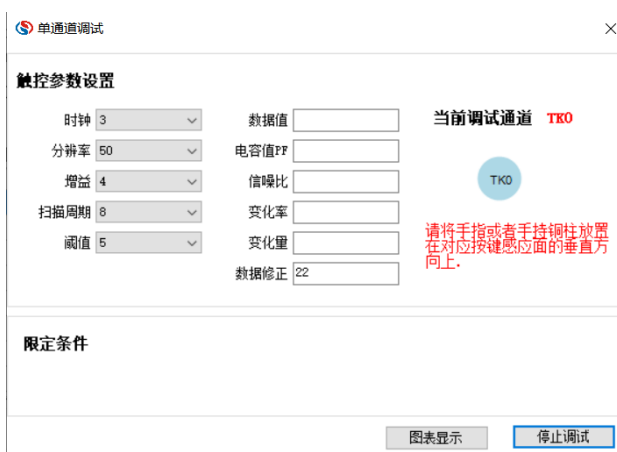 单通道调试
触控参数设置
时钟 3
分辨率 50
增益 4
扫描周期 8
阈值 5
数据值
电容值PF
信噪比
变化率
变化量
数据修正 22
当前调试通道 TK0
TK0
请将手指或者手持铜柱放置
在对应按键感应面的垂直方
向上.
限定条件
图表显示
停止调试